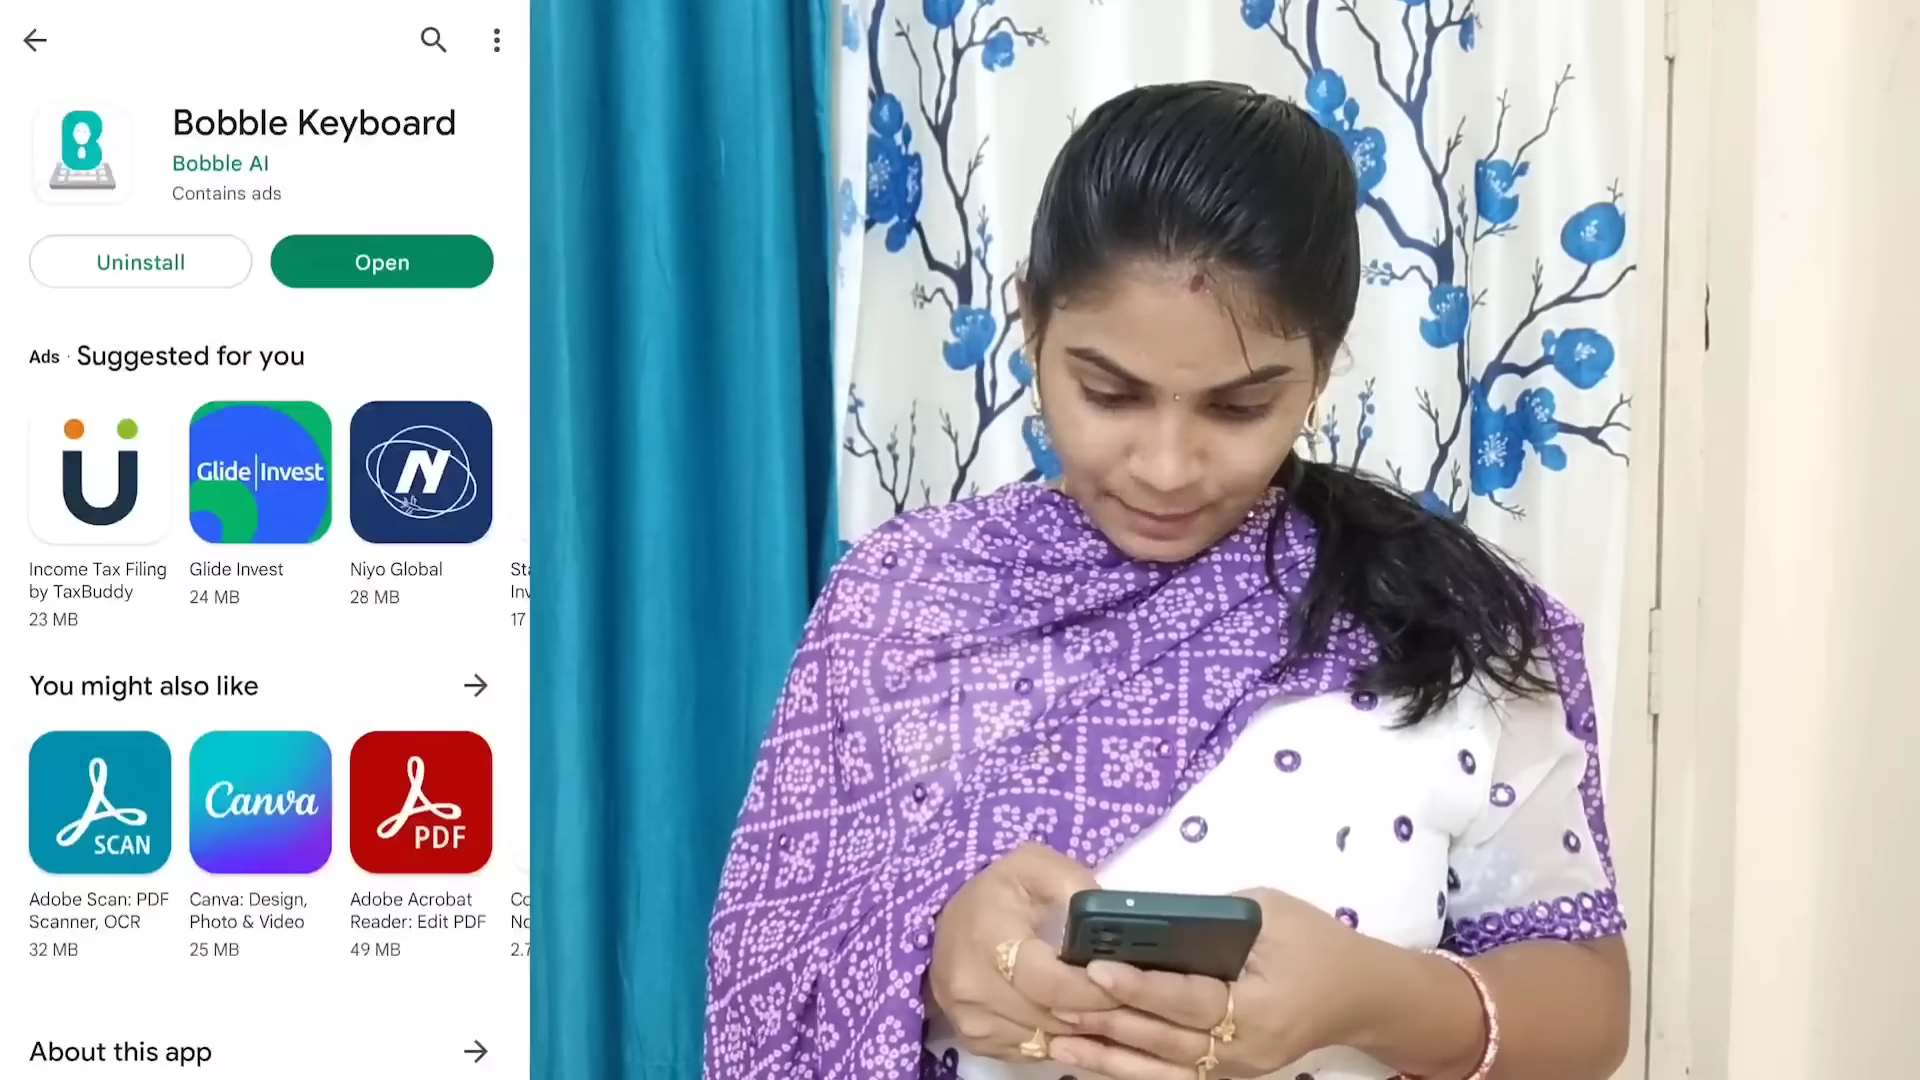 Bobble Keyboard
Bobble AI
Contains ads
Uninstall
Open
Ads · Suggested for you
Glide Invest
N
Income Tax Filing
by TaxBuddy
23 MB
Glide Invest
24 MB
Niyo Global
28 MB
17
You might also like
SCAN
Canva
PDF
Adobe Scan: PDF
Scanner, OCR
32 MB
Canva: Design,
Photo & Video
25 MB
Adobe Acrobat
Reader: Edit PDF
49 MB
2.7
About this app